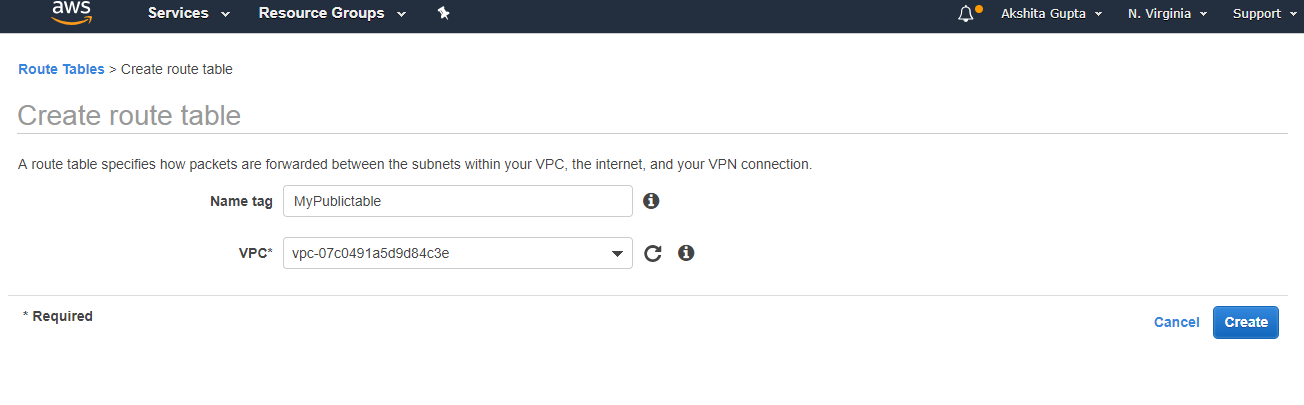 aws Services Resource Groups Akshita Gupta N. Virginia Support
Route Tables > Create route table
Create route table
A route table specifies how packets are forwarded between the subnets within your VPC, the internet, and your VPN connection.
Name tag MyPublictable
VPC* vpc-07c0491a5d9d84c3e
* Required Cancel Create